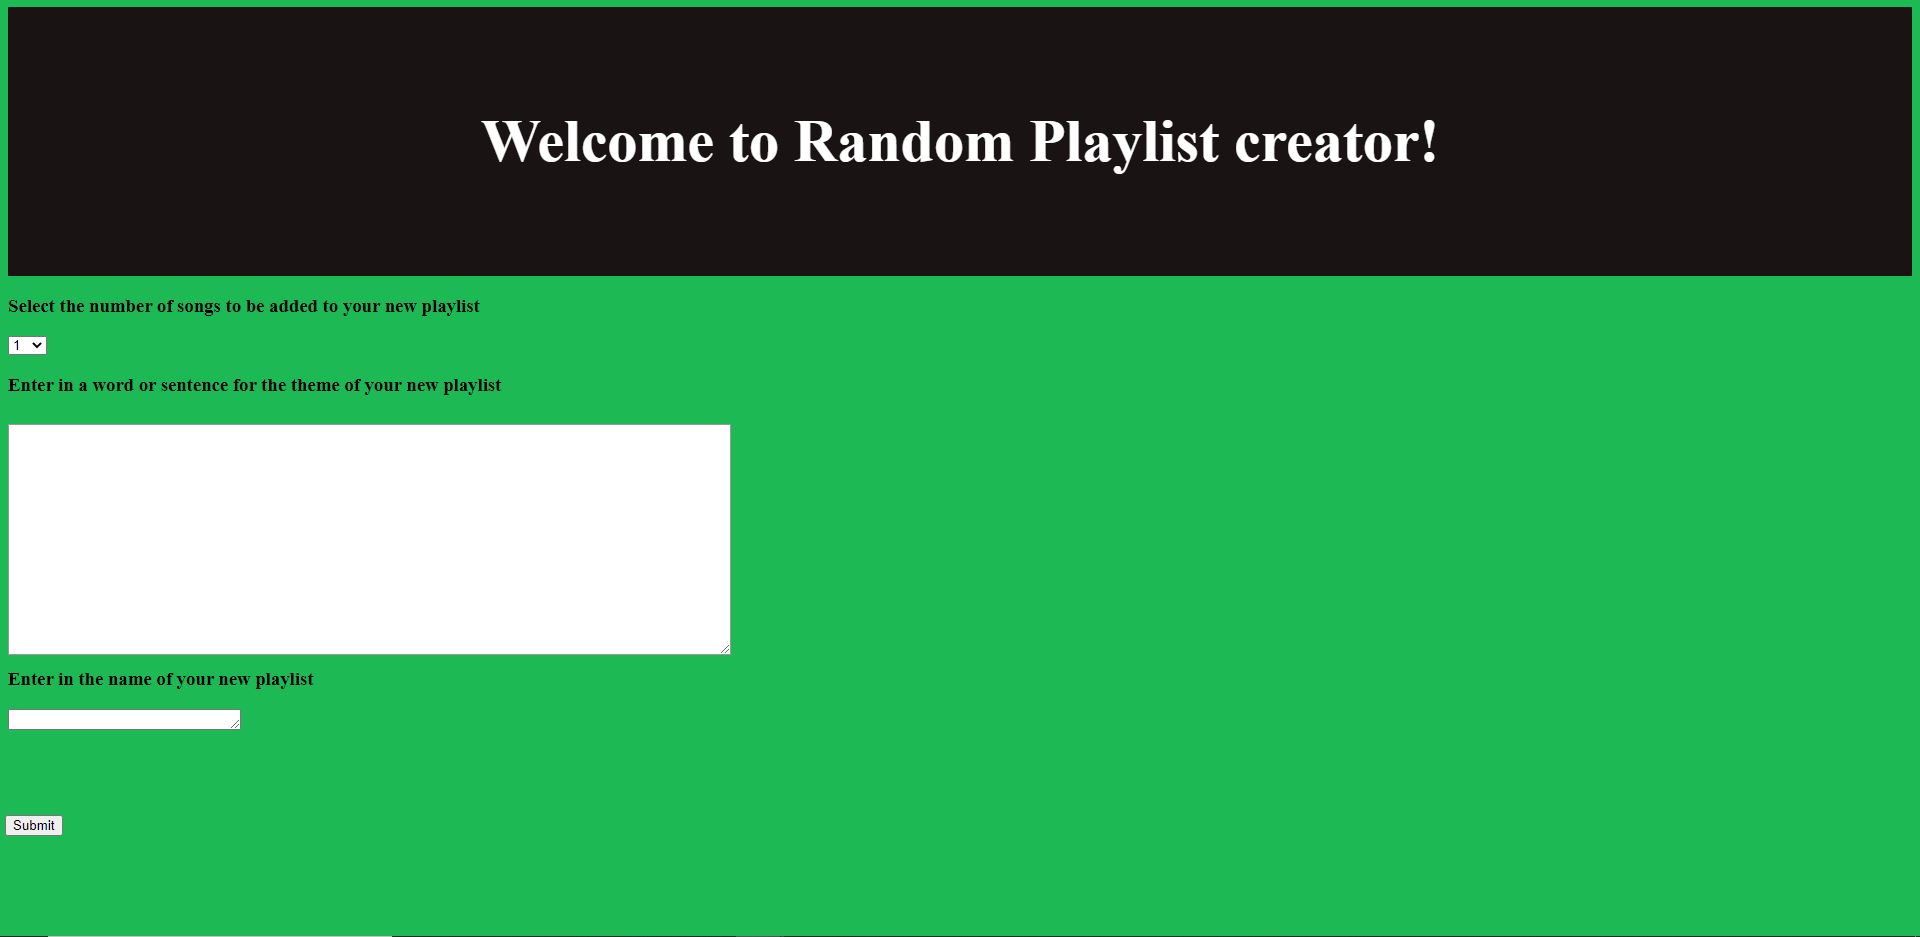 Welcome to Random Playlist creator!
Select the number of songs to be added to your new playlist
1
Enter in a word or sentence for the theme of your new playlist
Enter in the name of your new playlist
Submit